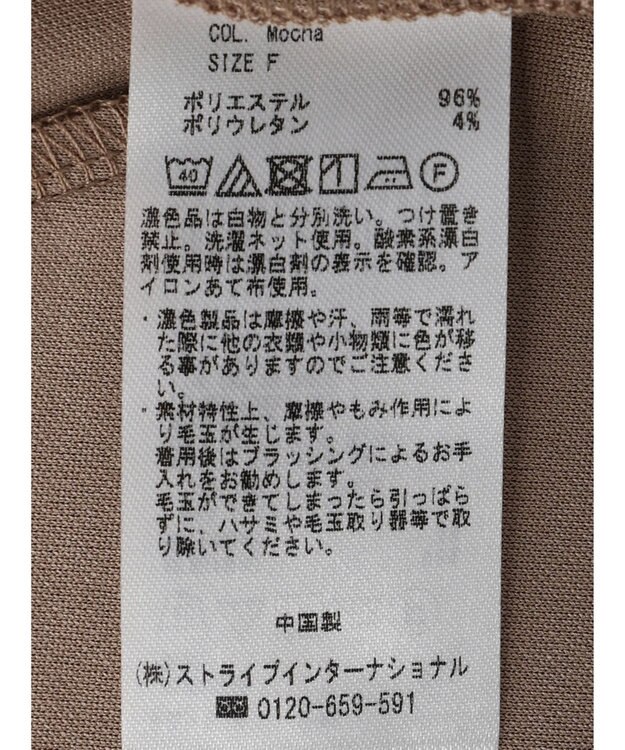 COL. Mocha
SIZE F
ポリエステル 96%
ポリウレタン 4%
40 F
濃色品は白物と分別洗い。つけ置き
禁止。洗濯ネット使用。酸素系漂白
剤使用時は漂白剤の表示を確認。ア
イロンあて布使用。
・濃色製品は摩擦や汗、雨等で濡れ
た際に他の衣類や小物類に色が移
る事がありますのでご注意くださ
い。
・素材特性上、摩擦やもみ作用によ
り毛玉が生じます。
着用後はブラッシングによるお手
入れをお勧めします。
毛玉ができてしまったら引っぱら
ずに、ハサミや毛玉取り器等で取
り除いてください。
中国製
(株)ストライプインターナショナル
0120-659-591